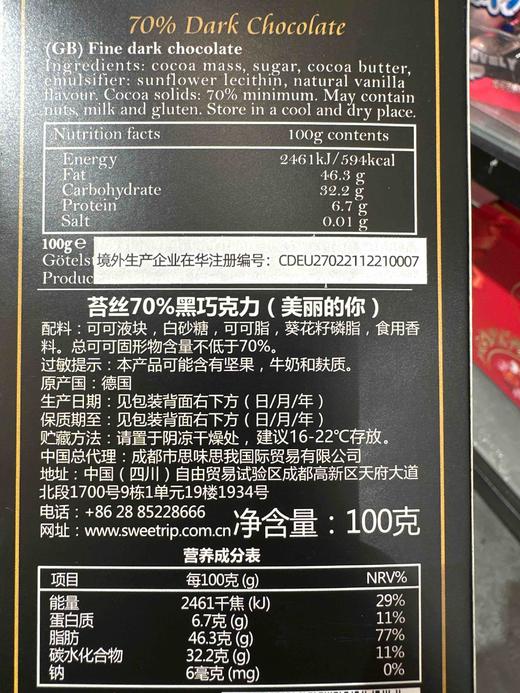 70% Dark Chocolate
(GB) Fine dark chocolate
Ingredients: cocoa mass, sugar, cocoa butter,
emulsifier: sunflower lecithin, natural vanilla
flavour. Cocoa solids: 70% minimum. May contain
nuts, milk and gluten. Store in a cool and dry place.
Nutrition facts 100g contents
Energy 2461kJ/594kcal
Fat 46.3 g
Carbohydrate 32.2 g
Protein 6.7 g
Salt 0.01 g
100g ℮
Götels
境外生产企业在华注册编号：CDEU27022112210007
Produc
苔丝70%黑巧克力（美丽的你）
配料：可可液块，白砂糖，可可脂，葵花籽磷脂，食用香
料。总可可固形物含量不低于70%。
过敏提示：本产品可能含有坚果，牛奶和麸质。
原产国：德国
生产日期：见包装背面右下方（日/月/年）
保质期至：见包装背面右下方（日/月/年）
贮藏方法：请置于阴凉干燥处，建议16-22℃存放。
中国总代理：成都市思味思我国际贸易有限公司
地址：中国（四川）自由贸易试验区成都高新区天府大道
北段1700号9栋1单元19楼1934号
电话：+86 28 85228666
网址：www.sweetrip.com.cn 净含量：100克
营养成分表
项目 每100克 (g) NRV%
能量 2461千焦 (kJ) 29%
蛋白质 6.7克 (g) 11%
脂肪 46.3克 (g) 77%
碳水化合物 32.2克 (g) 11%
钠 6毫克 (mg) 0%